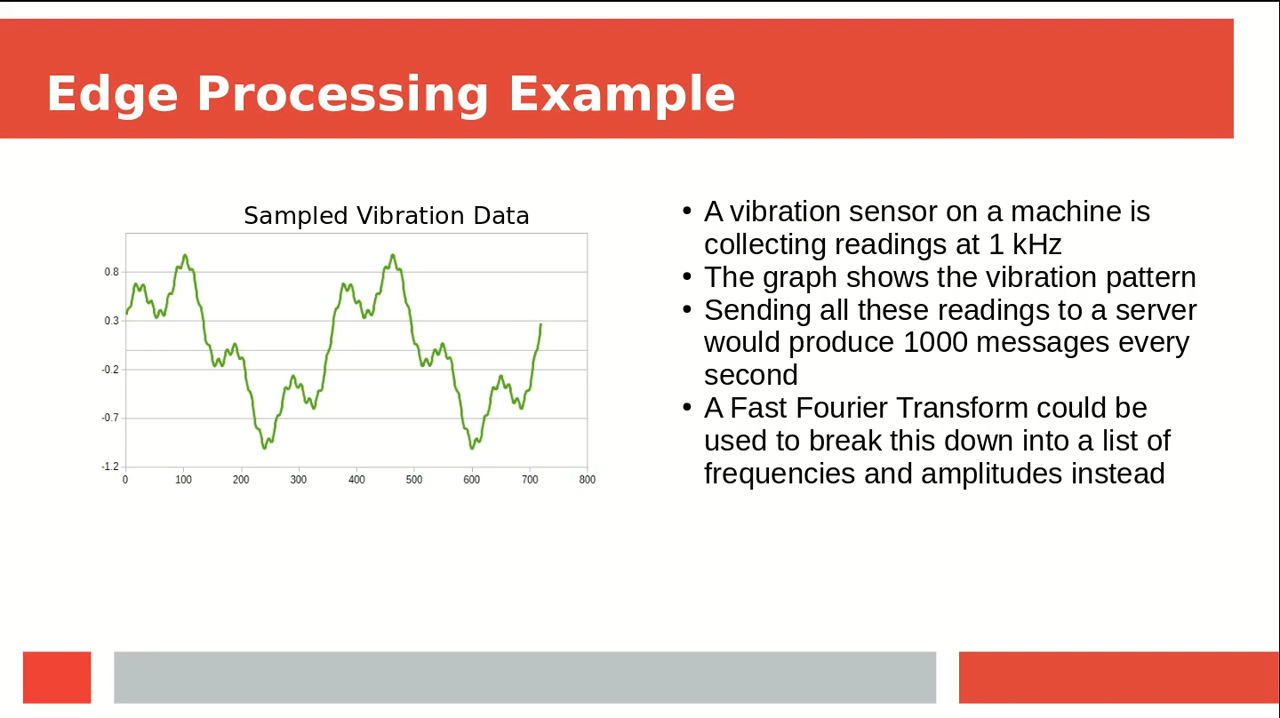 Edge Processing Example
Sampled Vibration Data
0.8
0.3
-0.2
-0.7
-1.2
0 100 200 300 400 500 600 700 800
• A vibration sensor on a machine is
collecting readings at 1 kHz
• The graph shows the vibration pattern
• Sending all these readings to a server
would produce 1000 messages every
second
• A Fast Fourier Transform could be
used to break this down into a list of
frequencies and amplitudes instead